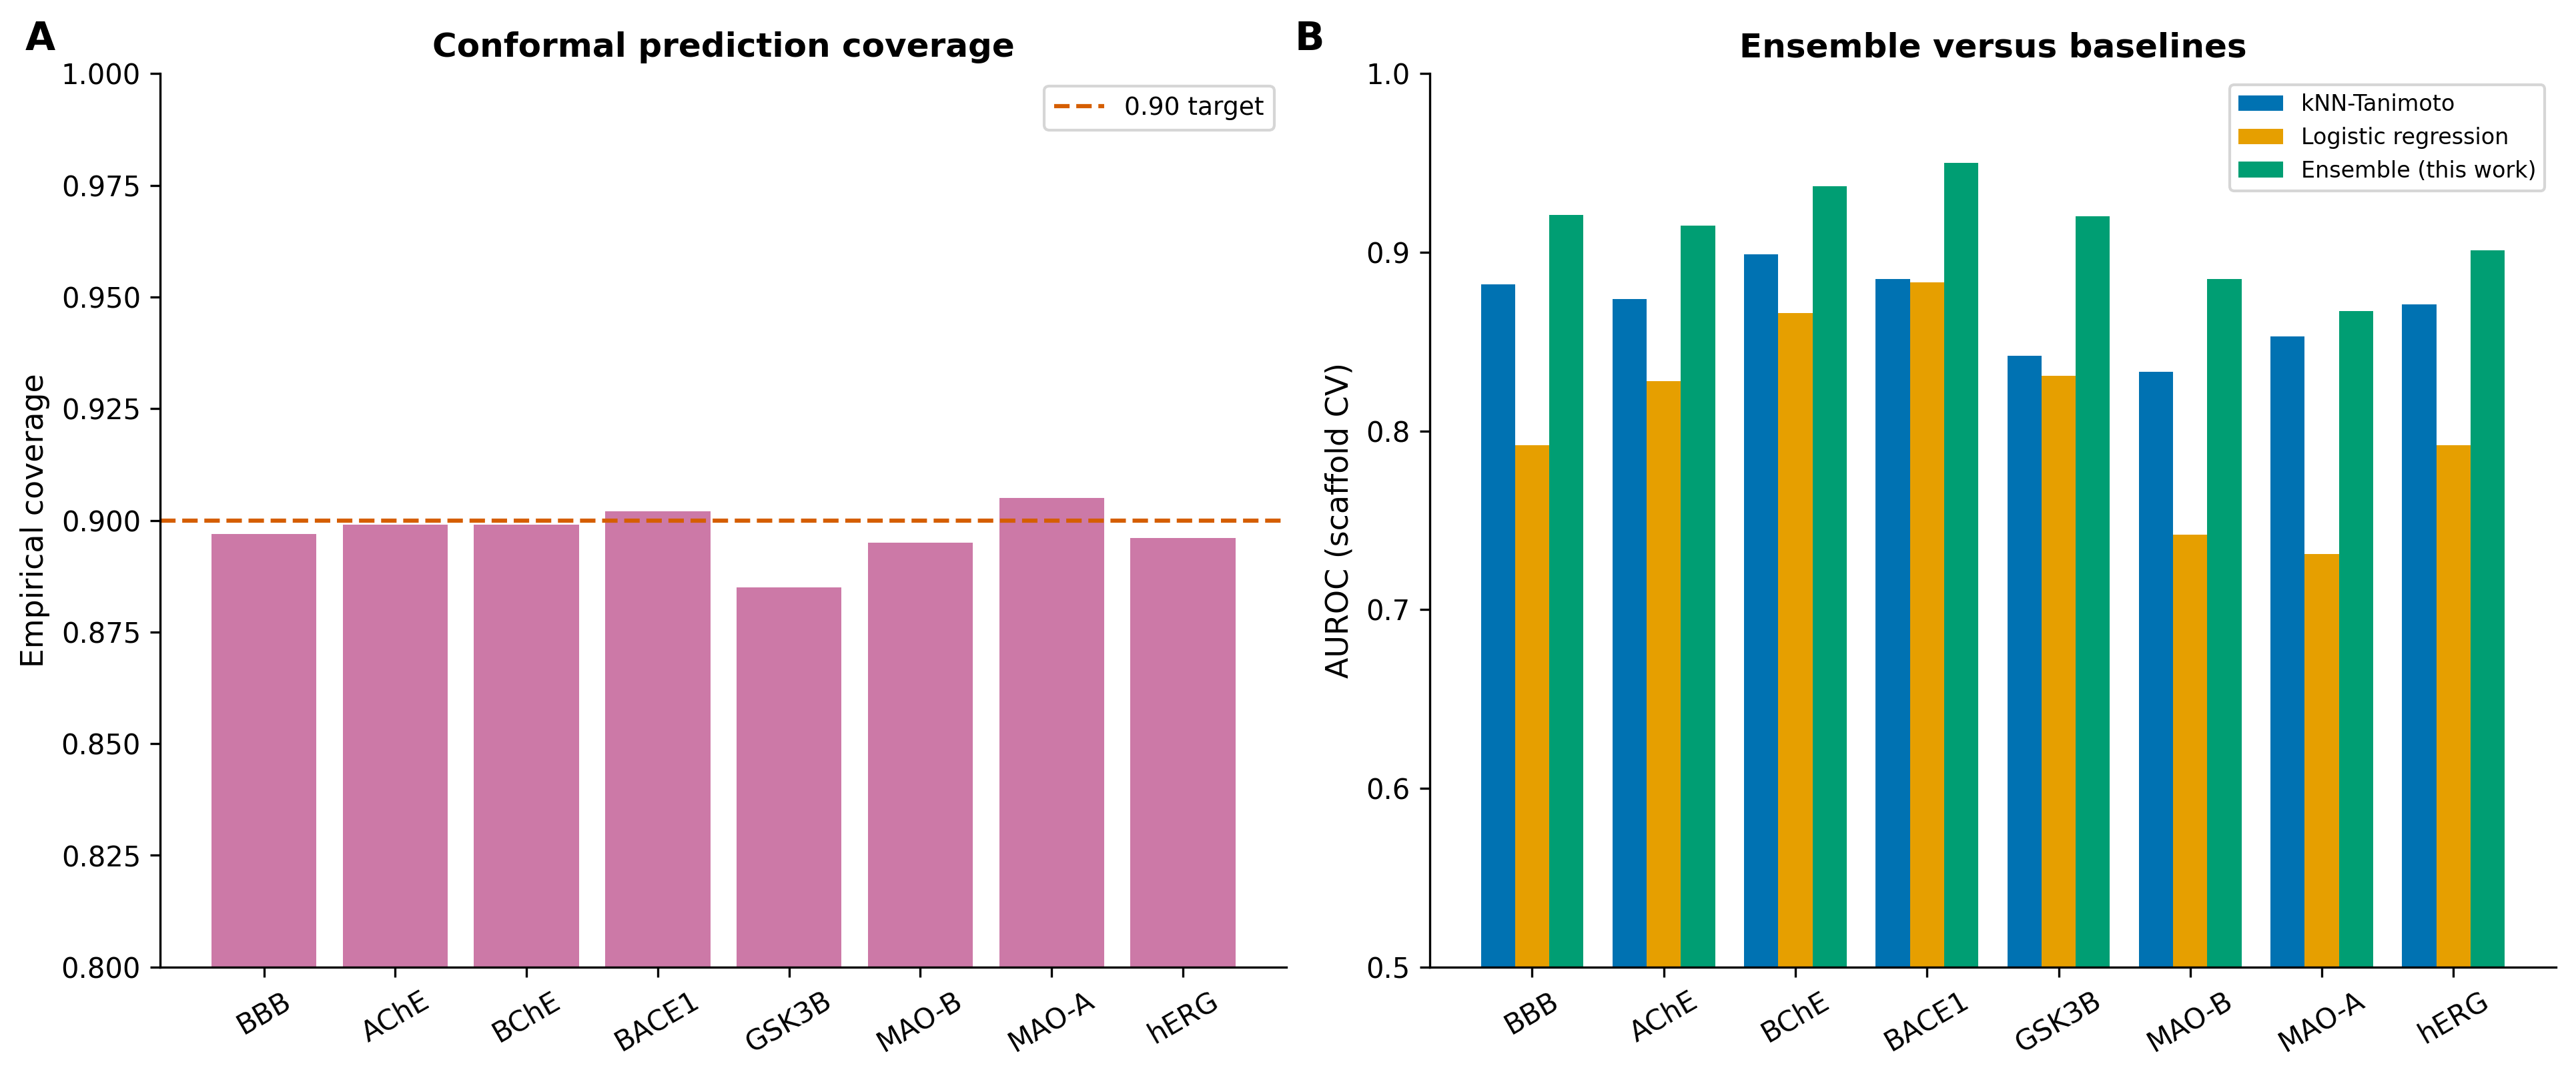 A
Conformal prediction coverage
1.000
0.975
0.950
0.925
0.900
0.875
0.850
0.825
0.800
Empirical coverage
0.90 target
BBB
AChE
BChE
BACE1
GSK3B
MAO-B
MAO-A
hERG
B
Ensemble versus baselines
1.0
0.9
0.8
0.7
0.6
0.5
AUROC (scaffold CV)
kNN-Tanimoto
Logistic regression
Ensemble (this work)
BBB
AChE
BChE
BACE1
GSK3B
MAO-B
MAO-A
hERG